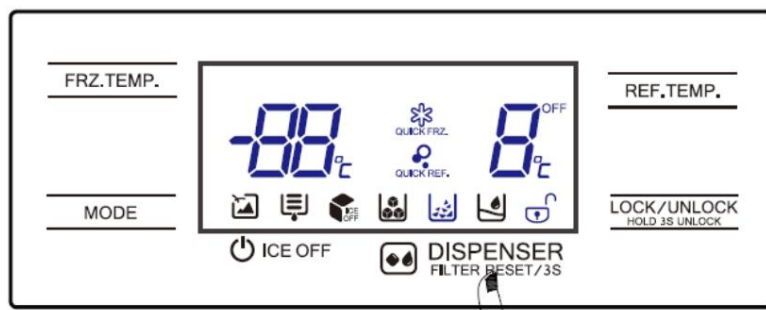 FRZ.TEMP.
-88°C
QUICK FRZ.
QUICK REF.
8°C
OFF
REF.TEMP.
MODE
ICE
OFF
LOCK/UNLOCK
HOLD 3S UNLOCK
ICE OFF
DISPENSER
FILTER RESET/3S